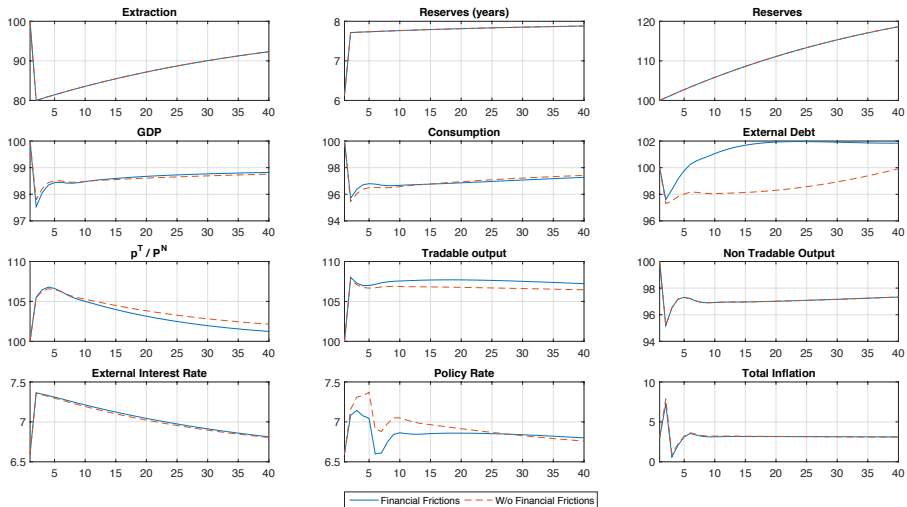 Extraction
Reserves (years)
Reserves
100
90
80
5 10 15 20 25 30 35 40
8
7
6
5 10 15 20 25 30 35 40
120
110
100
5 10 15 20 25 30 35 40
GDP
Consumption
External Debt
100
99
98
97
5 10 15 20 25 30 35 40
100
98
96
94
5 10 15 20 25 30 35 40
102
100
98
96
5 10 15 20 25 30 35 40
p^T / P^N
Tradable output
Non Tradable Output
110
105
100
5 10 15 20 25 30 35 40
110
105
100
5 10 15 20 25 30 35 40
100
98
96
94
5 10 15 20 25 30 35 40
External Interest Rate
Policy Rate
Total Inflation
7.5
7
6.5
5 10 15 20 25 30 35 40
7.5
7
6.5
5 10 15 20 25 30 35 40
10
5
0
5 10 15 20 25 30 35 40
Financial Frictions W/o Financial Frictions